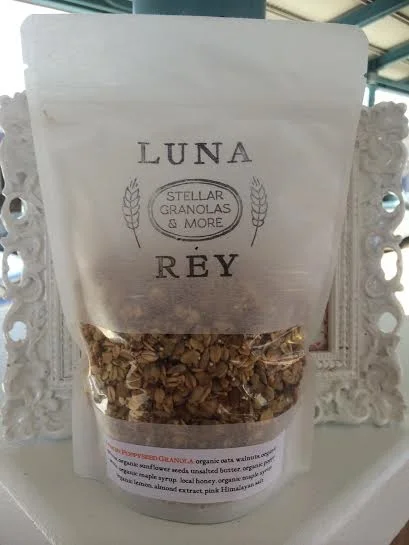 LUNA
STELLAR
GRANOLAS
& MORE
REY
POPPYSEED GRANOLA organic oats walnuts organic
organic sunflower seeds unsalted butter, organic poppy
organic maple syrup, local honey, organic maple
organic lemon, almond extract, pink Himalayan salt